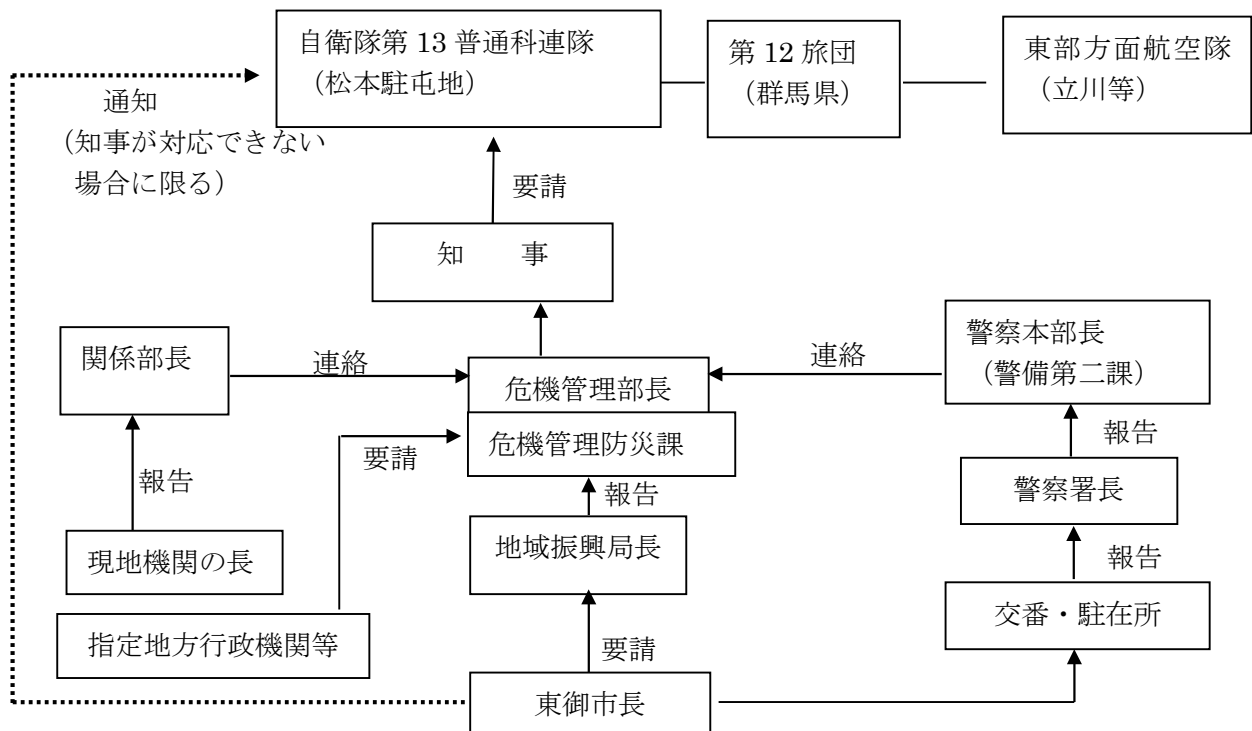 自衛隊第 13 普通科連隊
（松本駐屯地）
第 12 旅団
（群馬県）
東部方面航空隊
（立川等）
通知
（知事が対応できない
場合に限る）
要請
知　　事
関係部長
連絡
危機管理部長
危機管理防災課
連絡
警察本部長
（警備第二課）
要請
報告
報告
報告
警察署長
現地機関の長
地域振興局長
報告
指定地方行政機関等
交番・駐在所
要請
東御市長